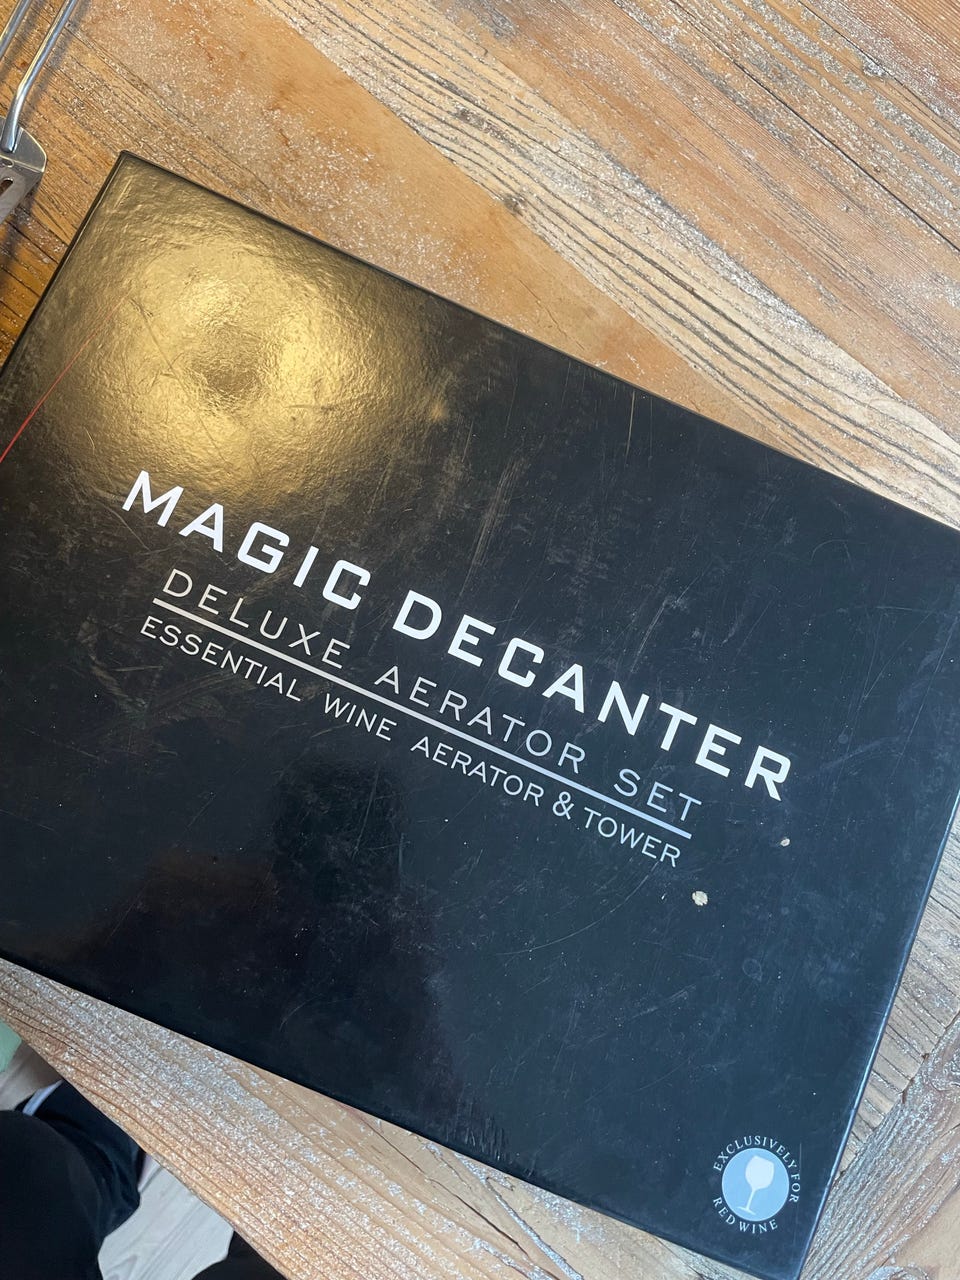 MAGIC DECANTER
DELUXE AERATOR SET
ESSENTIAL WINE AERATOR & TOWER
EXCLUSIVELY FOR
RED WINE